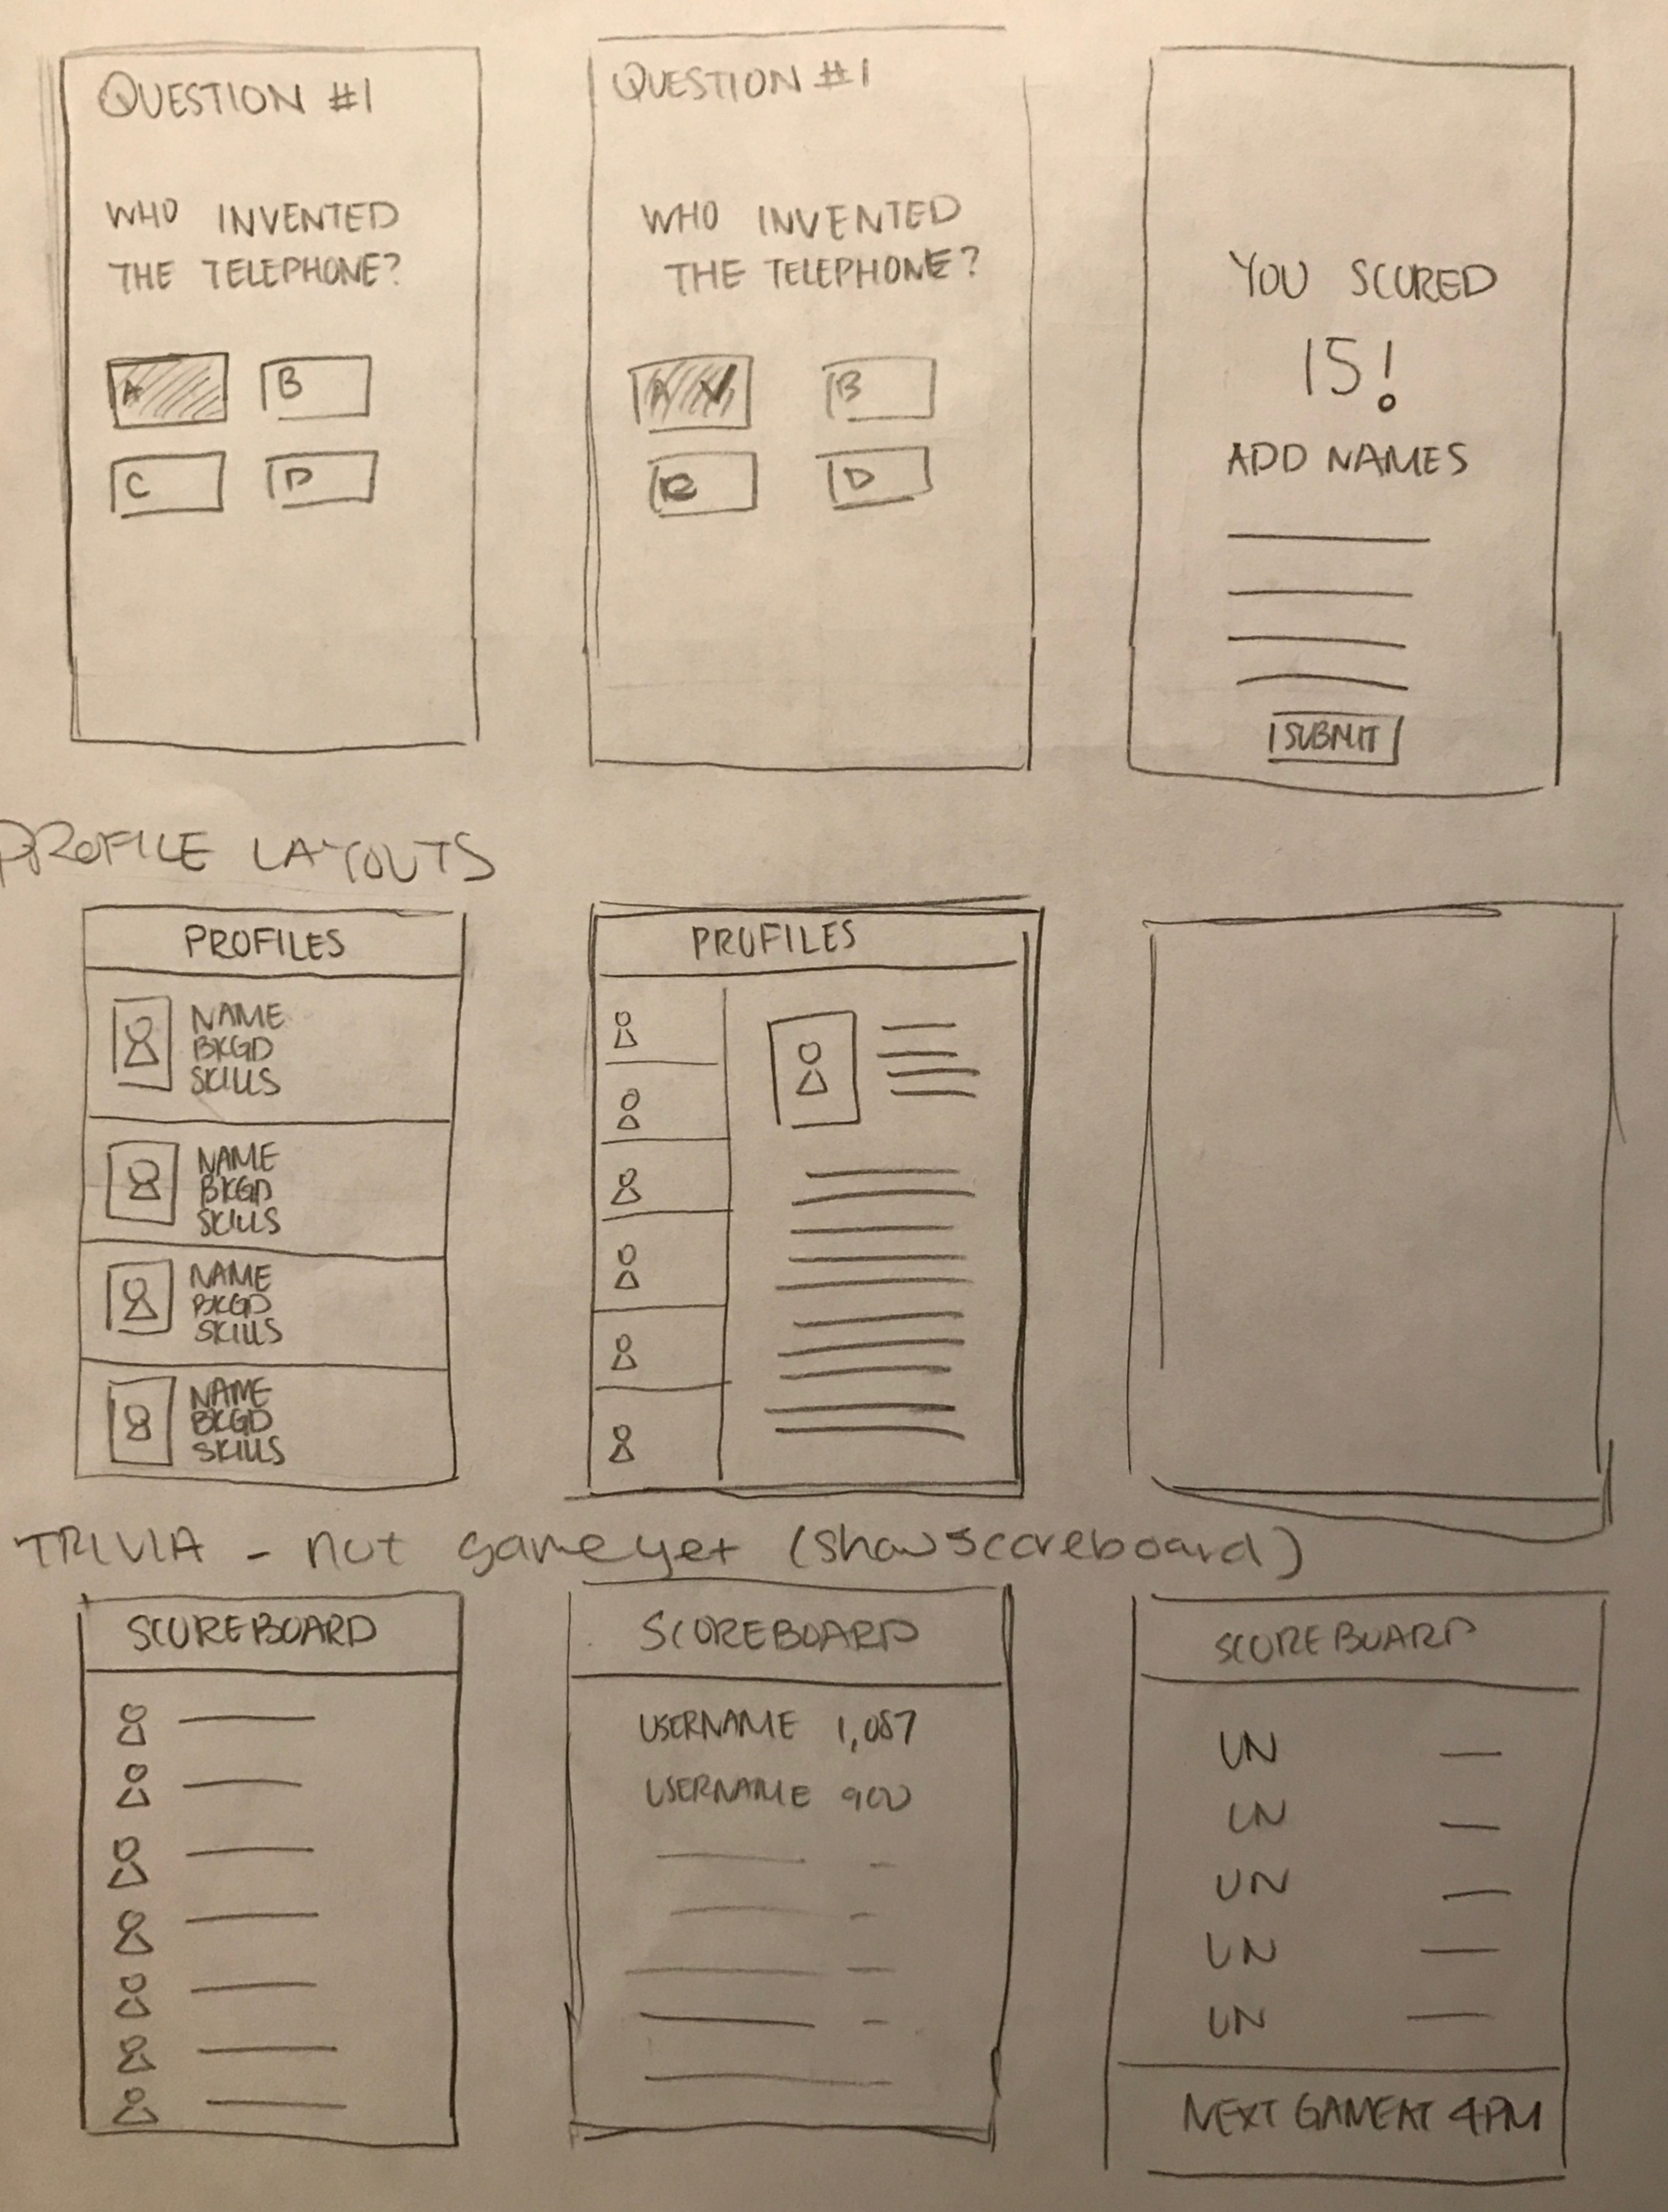 QUESTION #1
WHO INVENTED
THE TELEPHONE?
A
B
C
D
QUESTION #1
WHO INVENTED
THE TELEPHONE?
A
B
D
YOU SCORED
15!
ADD NAMES
SUBMIT
PROFILE LAYOUTS
PROFILES
NAME
BKGD
SKILLS
NAME
BKGD
SKILLS
NAME
BKGD
SKILLS
NAME
BKGD
SKILLS
PROFILES
TRIVIA - not game yet (show scoreboard)
SCOREBOARD
SCOREBOARD
USERNAME 1,087
USERNAME 900
SCOREBOARD
UN
UN
UN
UN
UN
NEXT GAME AT 4PM